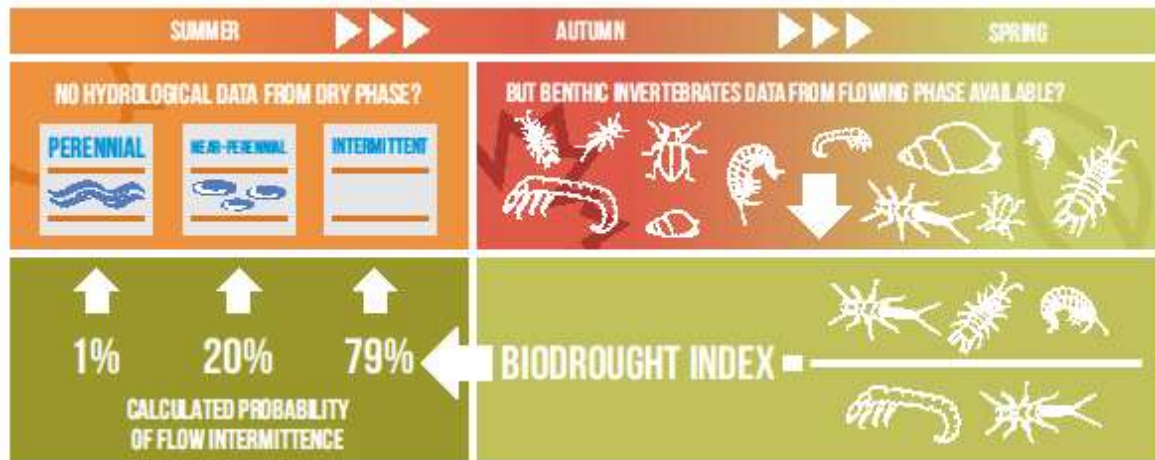 SUMMER
AUTUMN
SPRING
NO HYDROLOGICAL DATA FROM DRY PHASE?
PERENNIAL
NEAR-PERENNIAL
INTERMITTENT
BUT BENTHIC INVERTEBRATES DATA FROM FLOWING PHASE AVAILABLE?
1%
20%
79%
CALCULATED PROBABILITY
OF FLOW INTERMITTENCE
BIODROUGHT INDEX